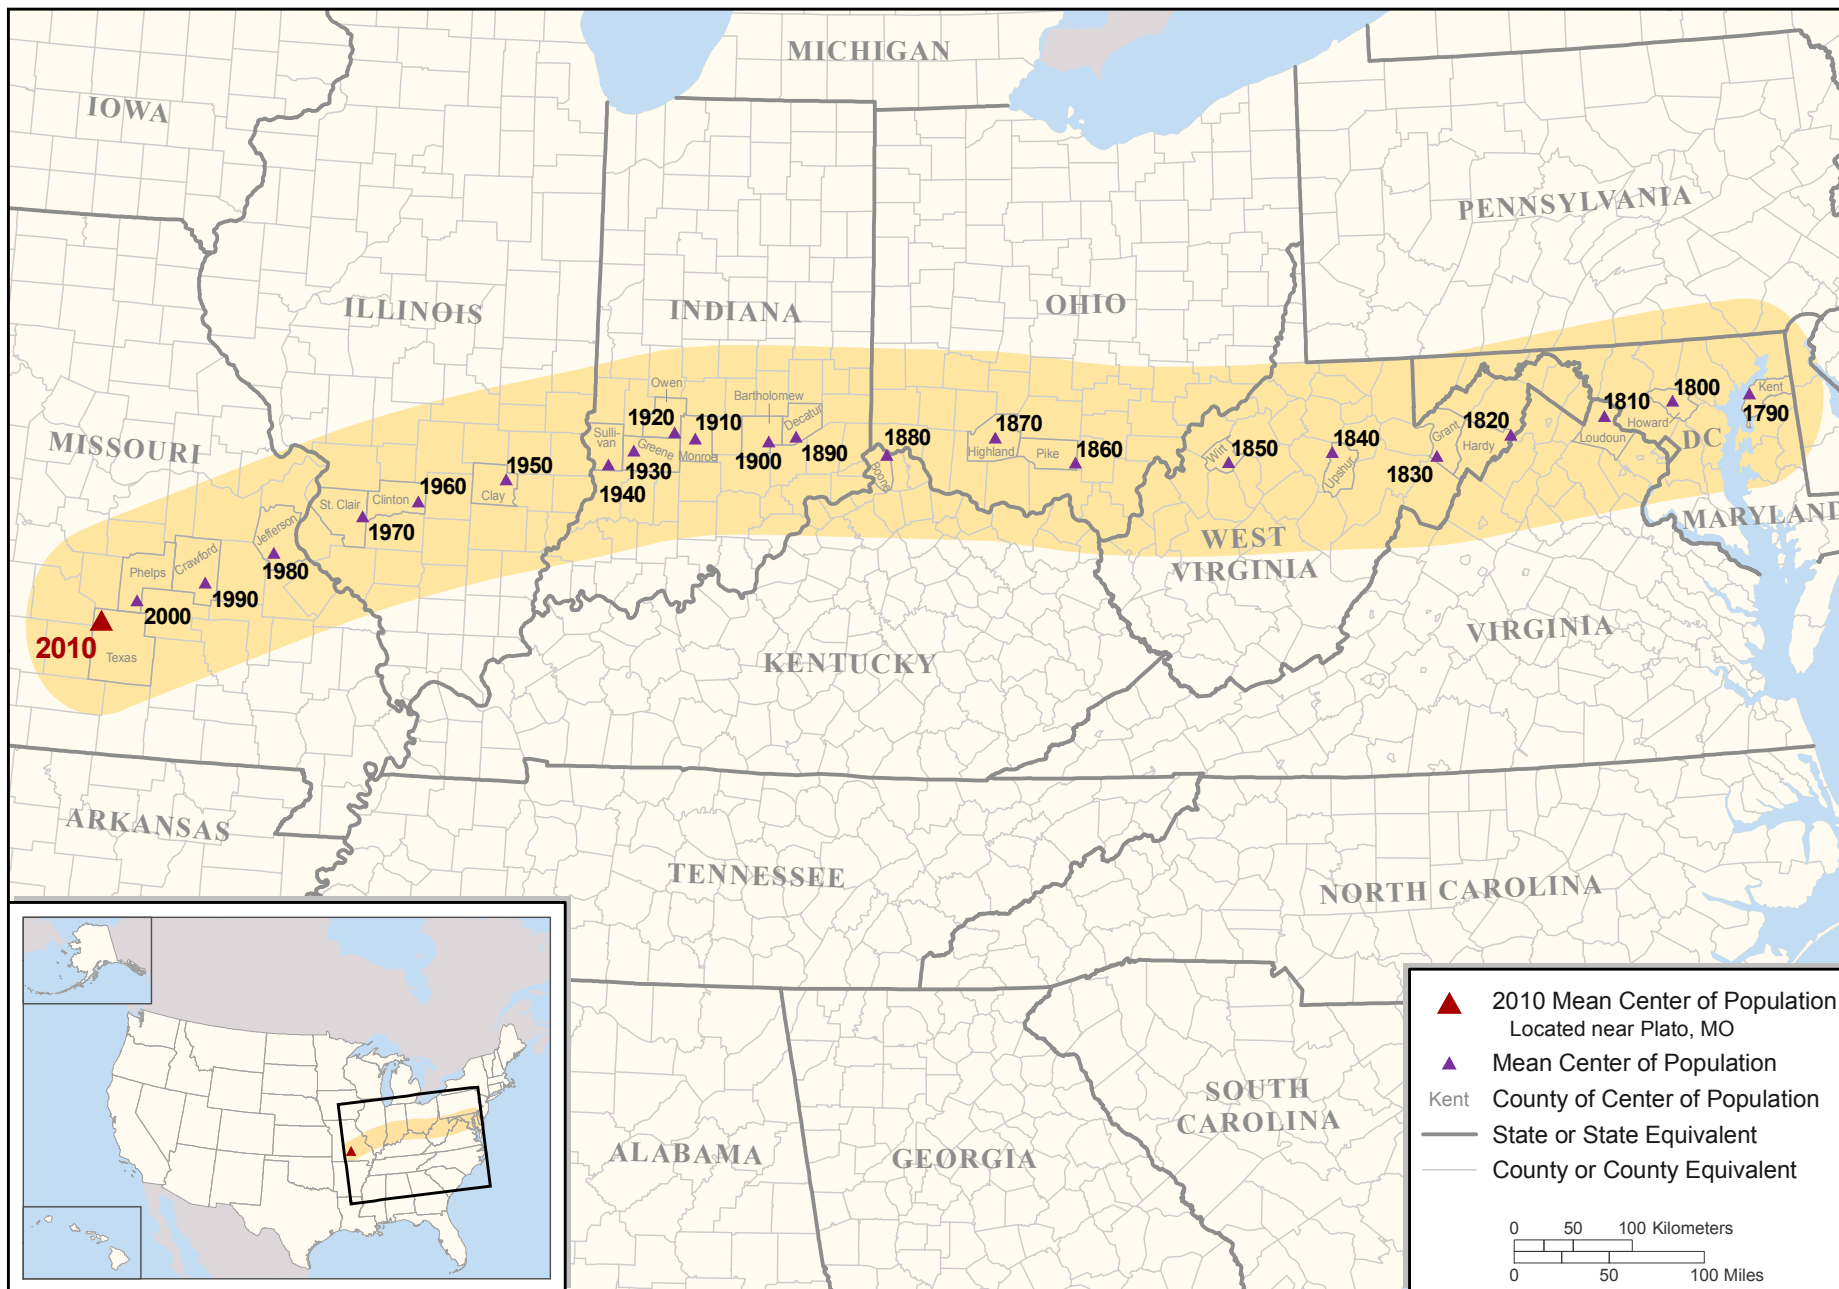 MICHIGAN
IOWA
PENNSYLVANIA
ILLINOIS
INDIANA
OHIO
MISSOURI
Owen
Bartholomew
Decatur
Kent
1920
1910
1870
1880
1820
1810
1800
1790
Sulli-
van
Greene
Monroe
1900
1890
Boone
Highland
Pike
1860
Wirt
1850
1840
Upshur
Grant
Hardy
1830
Loudoun
Howard
DC
1930
1940
1950
Clay
1960
Clinton
St. Clair
1970
Jefferson
1980
Crawford
1990
Phelps
2000
2010
Texas
MARYLAND
WEST
VIRGINIA
VIRGINIA
KENTUCKY
ARKANSAS
TENNESSEE
NORTH CAROLINA
SOUTH
CAROLINA
ALABAMA
GEORGIA
2010 Mean Center of Population
Located near Plato, MO
Mean Center of Population
Kent County of Center of Population
State or State Equivalent
County or County Equivalent
0 50 100 Kilometers
0 50 100 Miles